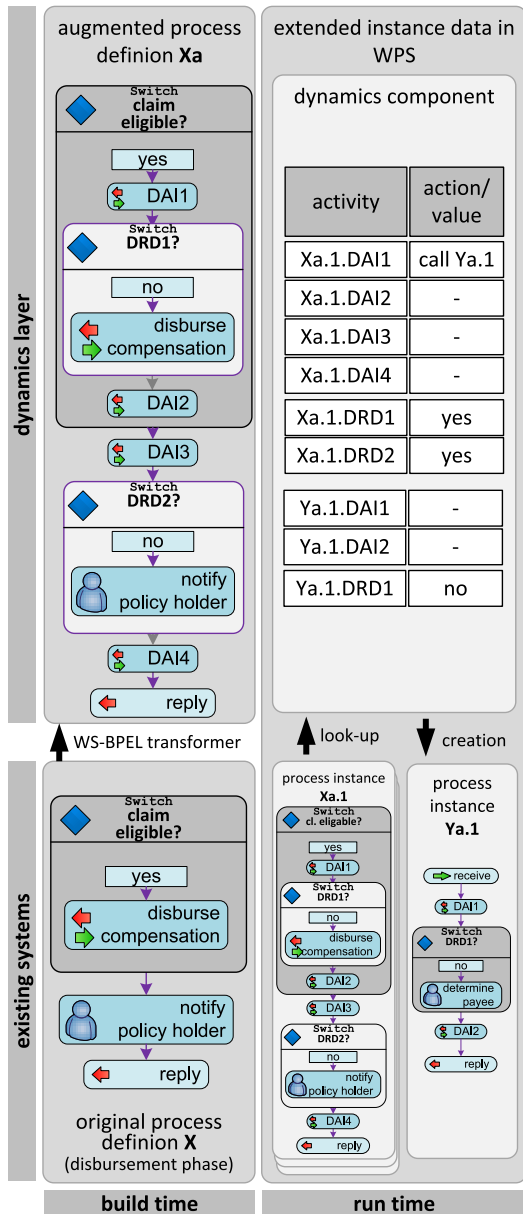 augmented process
definion Xa
Switch
claim
eligible?
yes
DAI1
Switch
DRD1?
no
disburse
compensation
DAI2
DAI3
Switch
DRD2?
no
notify
policy holder
DAI4
reply
dynamics layer
extended instance data in
WPS
dynamics component
activity
action/
value
Xa.1.DAI1 call Ya.1
Xa.1.DAI2 -
Xa.1.DAI3 -
Xa.1.DAI4 -
Xa.1.DRD1 yes
Xa.1.DRD2 yes
Ya.1.DAI1 -
Ya.1.DAI2 -
Ya.1.DRD1 no
WS-BPEL transformer
look-up
creation
existing systems
Switch
claim
eligible?
yes
disburse
compensation
notify
policy holder
reply
original process
definion X
(disbursement phase)
process instance
Xa.1
Switch
cl. eligable?
yes
DAI1
Switch
DRD1?
no
disburse
compensation
DAI2
DAI3
Switch
DRD2?
no
notify
policy holder
DAI4
reply
process
instance
Ya.1
receive
DAI1
Switch
DRD1?
no
determine
payee
DAI2
reply
build time
run time